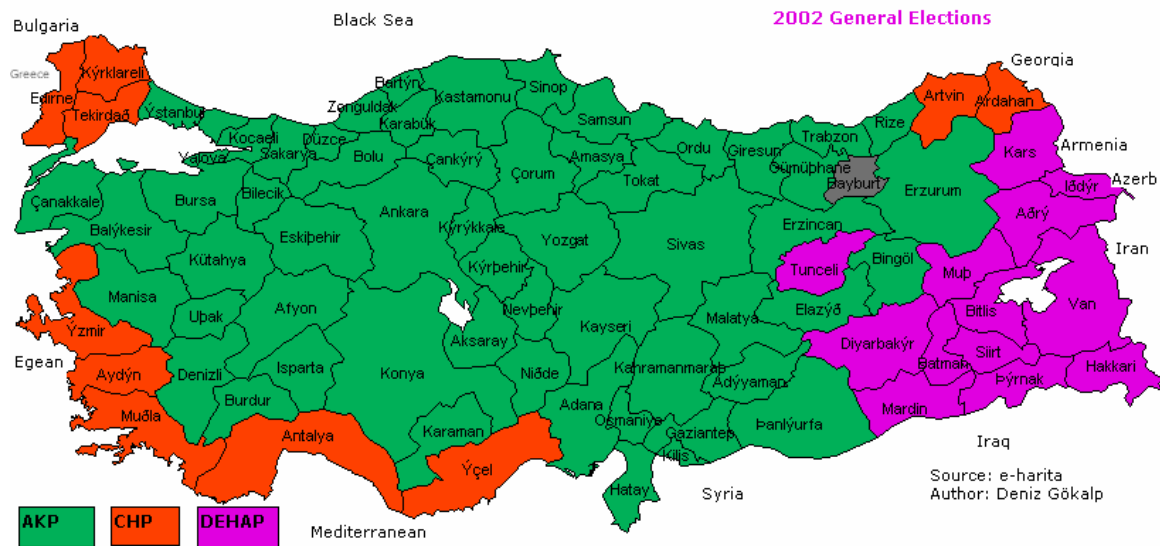 2002 General Elections
Black Sea
Bulgaria
Georgia
Greece
Kýrklareli
Edirne
Tekirdað
Ýstanbul
Kocaeli
Yalova
Sakarya
Düzce
Zonguldak
Bartýn
Karabük
Kastamonu
Sinop
Samsun
Bolu
Çankýrý
Çorum
Amasya
Tokat
Ordu
Giresun
Trabzon
Gümüþhane
Bayburt
Rize
Artvin
Ardahan
Kars
Armenia
Azerb
Iðdýr
Aðrý
Erzurum
Erzincan
Çanakkale
Balýkesir
Bursa
Bilecik
Eskiþehir
Kütahya
Ankara
Kýrýkkale
Kýrþehir
Yozgat
Sivas
Tunceli
Bingöl
Muþ
Iran
Manisa
Uþak
Afyon
Nevþehir
Kayseri
Malatya
Elazýð
Bitlis
Van
Ýzmir
Egean
Aydýn
Denizli
Isparta
Burdur
Konya
Aksaray
Niðde
Kahramanmaraþ
Adýyaman
Diyarbakýr
Batman
Siirt
Þýrnak
Hakkari
Mardin
Muðla
Antalya
Karaman
Ýçel
Adana
Osmaniye
Gaziantep
Kilis
Þanlýurfa
Hatay
Syria
Iraq
Mediterranean
Source: e-harita
Author: Deniz Gökalp
AKP
CHP
DEHAP